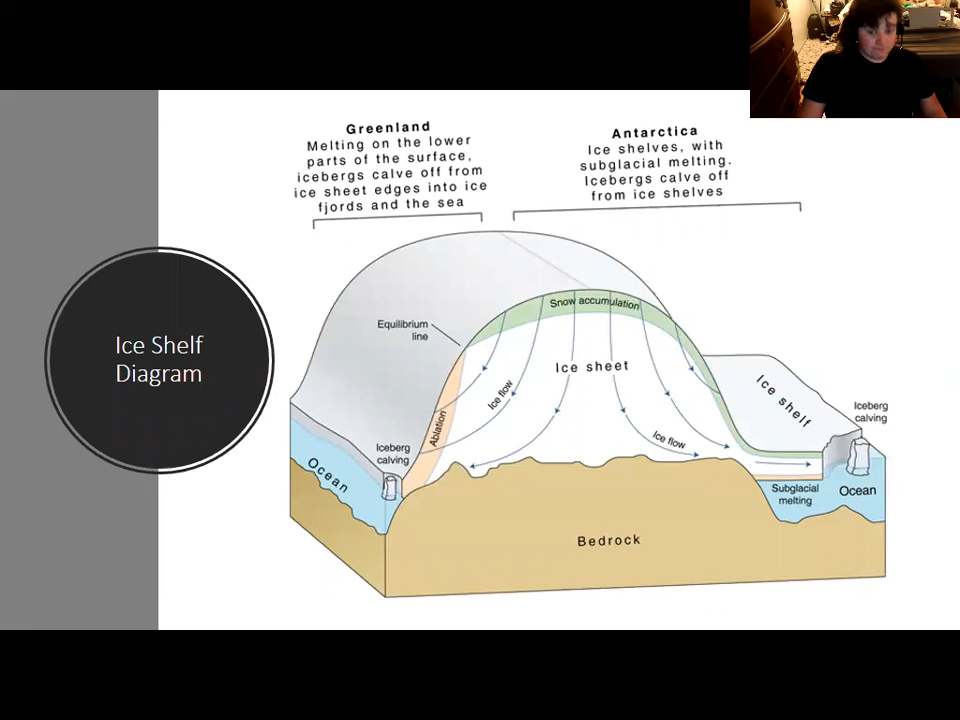 Ice Shelf
Diagram
Greenland
Melting on the lower
parts of the surface,
icebergs calve off from
ice sheet edges into ice
fjords and the sea
Antarctica
Ice shelves, with
subglacial melting.
Icebergs calve off
from ice shelves
Snow accumulation
Equilibrium
line
Ice sheet
Ice flow
Ablation
Iceberg
calving
Ocean
Ice flow
Ice shelf
Iceberg
calving
Subglacial
melting
Ocean
Bedrock